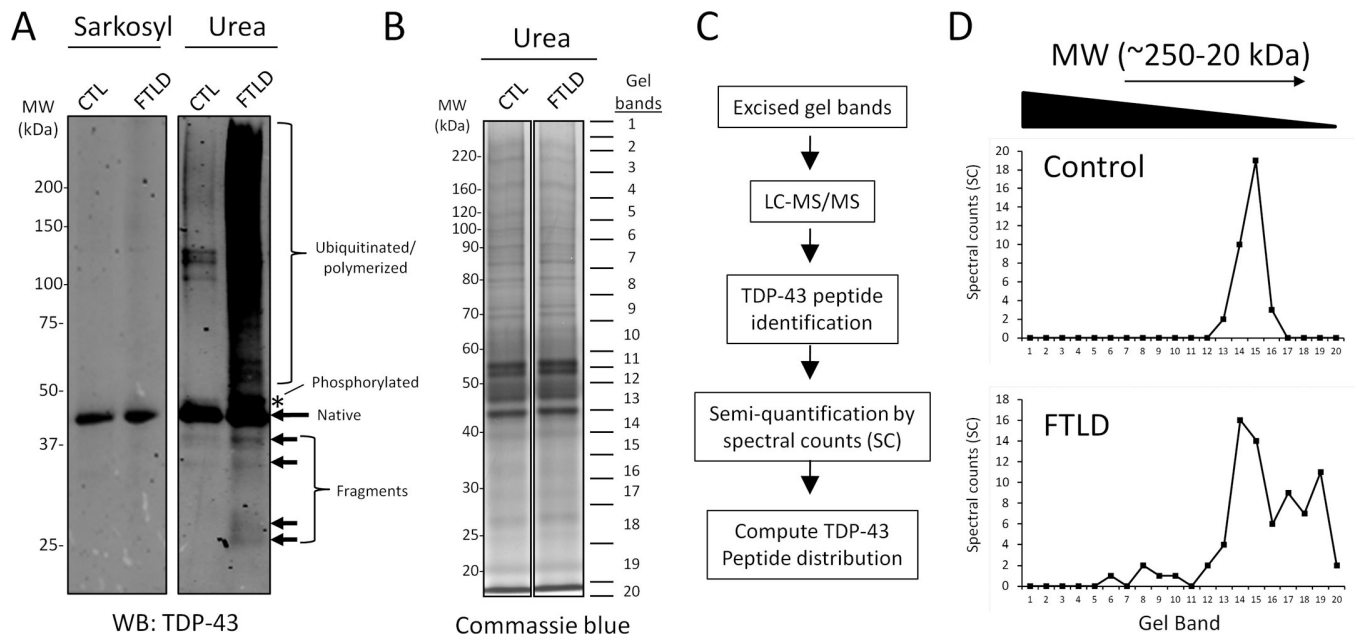 A
Sarkosyl
Urea
CTL
FTLD
CTL
FTLD
MW
(kDa)
200-
150-
100-
75-
50-
37-
25-
Ubiquitinated/
polymerized
Phosphorylated
*
Native
Fragments
WB: TDP-43
B
Urea
CTL
FTLD
Gel
bands
MW
(kDa)
220-
160-
120-
100-
90-
80-
70-
60-
50-
40-
30-
25-
20-
1
2
3
4
5
6
7
8
9
10
11
12
13
14
15
16
17
18
19
20
Commassie blue
C
Excised gel bands
LC-MS/MS
TDP-43 peptide
identification
Semi-quantification by
spectral counts (SC)
Compute TDP-43
Peptide distribution
D
MW (~250-20 kDa)
Control
Spectral counts (SC)
20
18
16
14
12
10
8
6
4
2
0
1 2 3 4 5 6 7 8 9 10 11 12 13 14 15 16 17 18 19 20
FTLD
Spectral counts (SC)
18
16
14
12
10
8
6
4
2
0
1 2 3 4 5 6 7 8 9 10 11 12 13 14 15 16 17 18 19 20
Gel Band